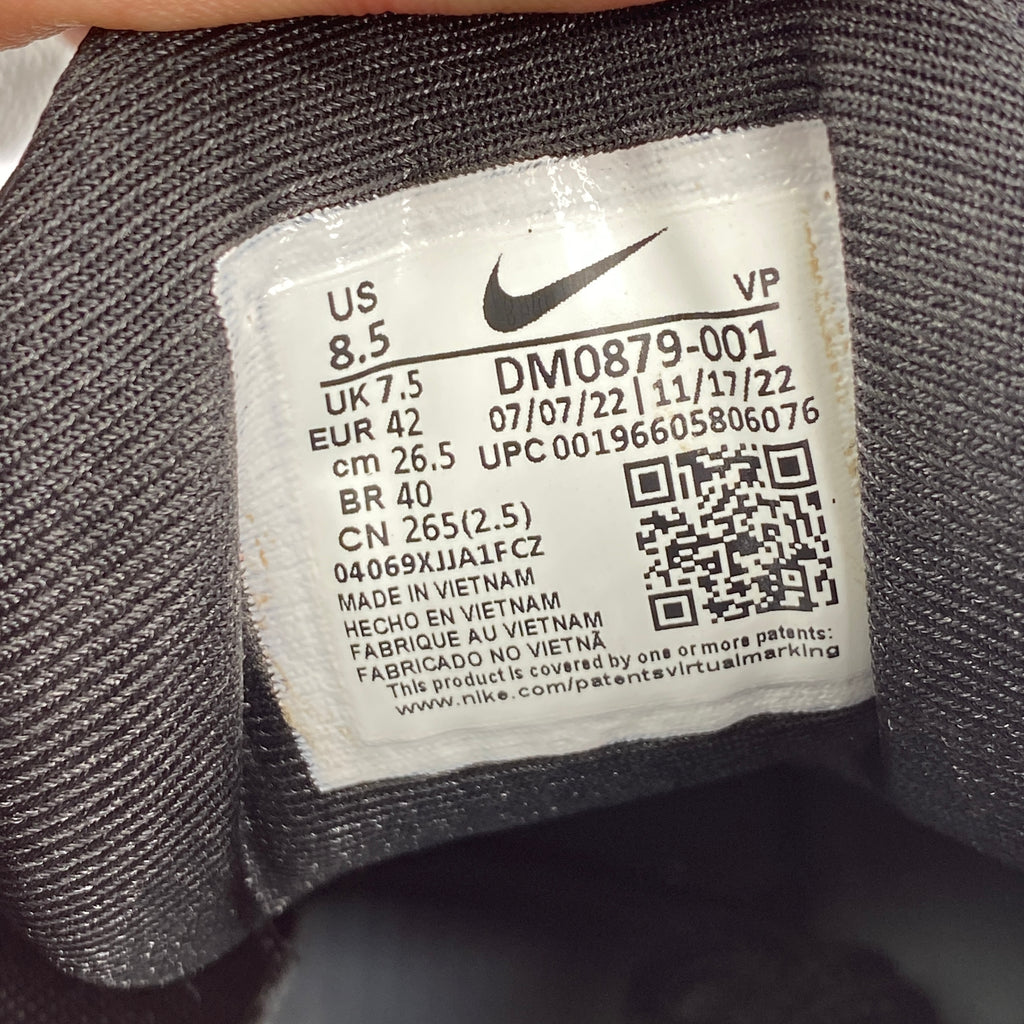 US
8.5
VP
UK 7.5
EUR 42
cm 26.5
BR 40
CN 265(2.5)
DM0879-001
07/07/22 | 11/17/22
UPC 00196605806076
04069XJJA1FCZ
MADE IN VIETNAM
HECHO EN VIETNAM
FABRIQUE AU VIETNAM
FABRICADO NO VIETNÃ
This product is covered by one or more patents:
www.nike.com/patentsvirtualmarking